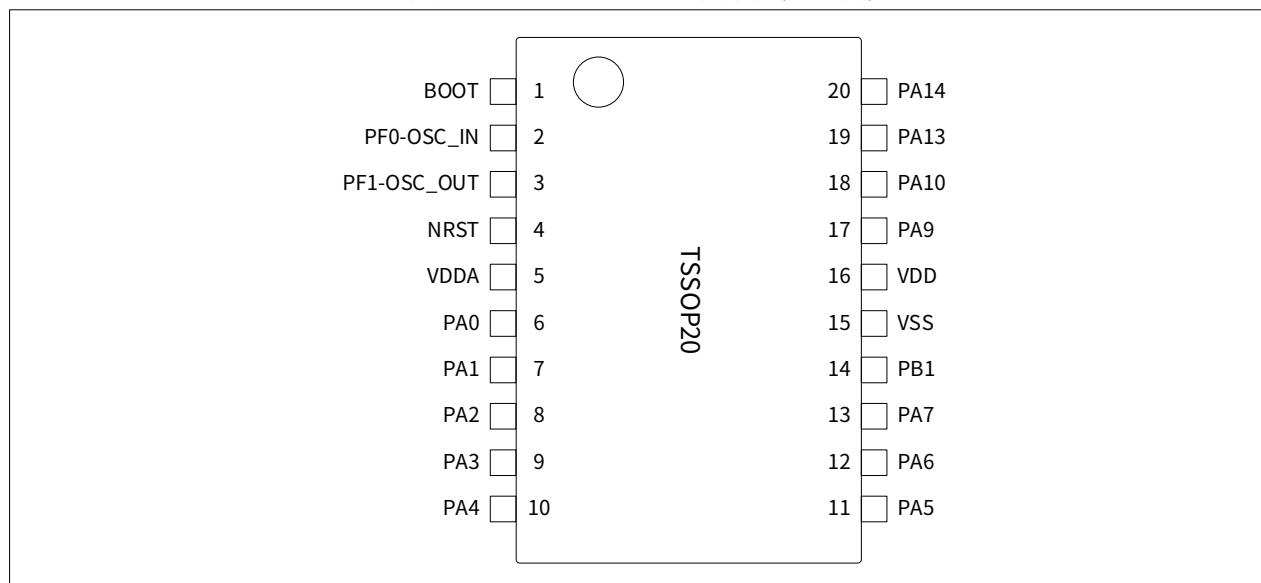 BOOT 1 20 PA14
PF0-OSC_IN 2 19 PA13
PF1-OSC_OUT 3 18 PA10
NRST 4 17 PA9
VDDA 5 16 VDD
PA0 6 15 VSS
PA1 7 14 PB1
PA2 8 13 PA7
PA3 9 12 PA6
PA4 10 11 PA5
TSSOP20